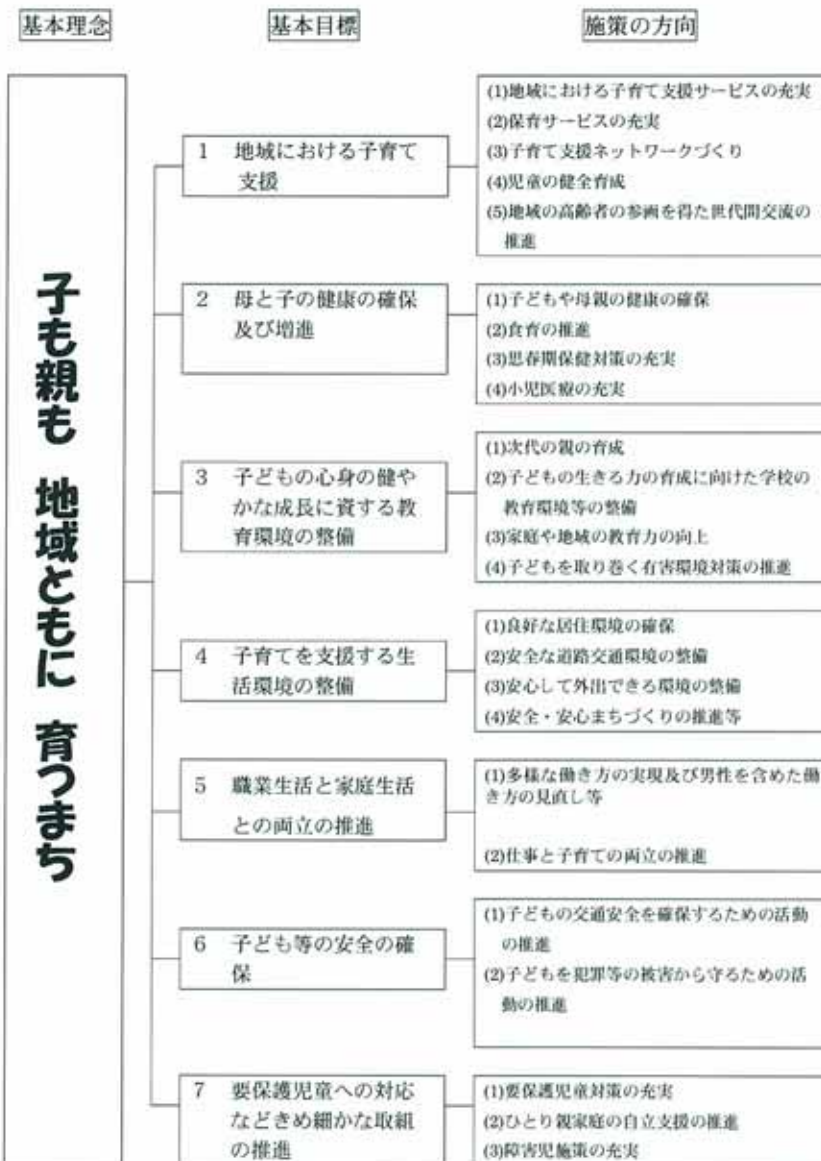 基本理念
基本目標
施策の方向
子も親も 地域ともに 育つまち
1 地域における子育て
支援
(1)地域における子育て支援サービスの充実
(2)保育サービスの充実
(3)子育て支援ネットワークづくり
(4)児童の健全育成
(5)地域の高齢者の参画を得た世代間交流の
推進
2 母と子の健康の確保
及び増進
(1)子どもや母親の健康の確保
(2)食育の推進
(3)思春期保健対策の充実
(4)小児医療の充実
3 子どもの心身の健や
かな成長に資する教
育環境の整備
(1)次代の親の育成
(2)子どもの生きる力の育成に向けた学校の
教育環境等の整備
(3)家庭や地域の教育力の向上
(4)子どもを取り巻く有害環境対策の推進
4 子育てを支援する生
活環境の整備
(1)良好な居住環境の確保
(2)安全な道路交通環境の整備
(3)安心して外出できる環境の整備
(4)安全・安心まちづくりの推進等
5 職業生活と家庭生活
との両立の推進
(1)多様な働き方の実現及び男性を含めた働
き方の見直し等
(2)仕事と子育ての両立の推進
6 子ども等の安全の確
保
(1)子どもの交通安全を確保するための活動
の推進
(2)子どもを犯罪等の被害から守るための活
動の推進
7 要保護児童への対応
などきめ細かな取組
の推進
(1)要保護児童対策の充実
(2)ひとり親家庭の自立支援の推進
(3)障害児施策の充実